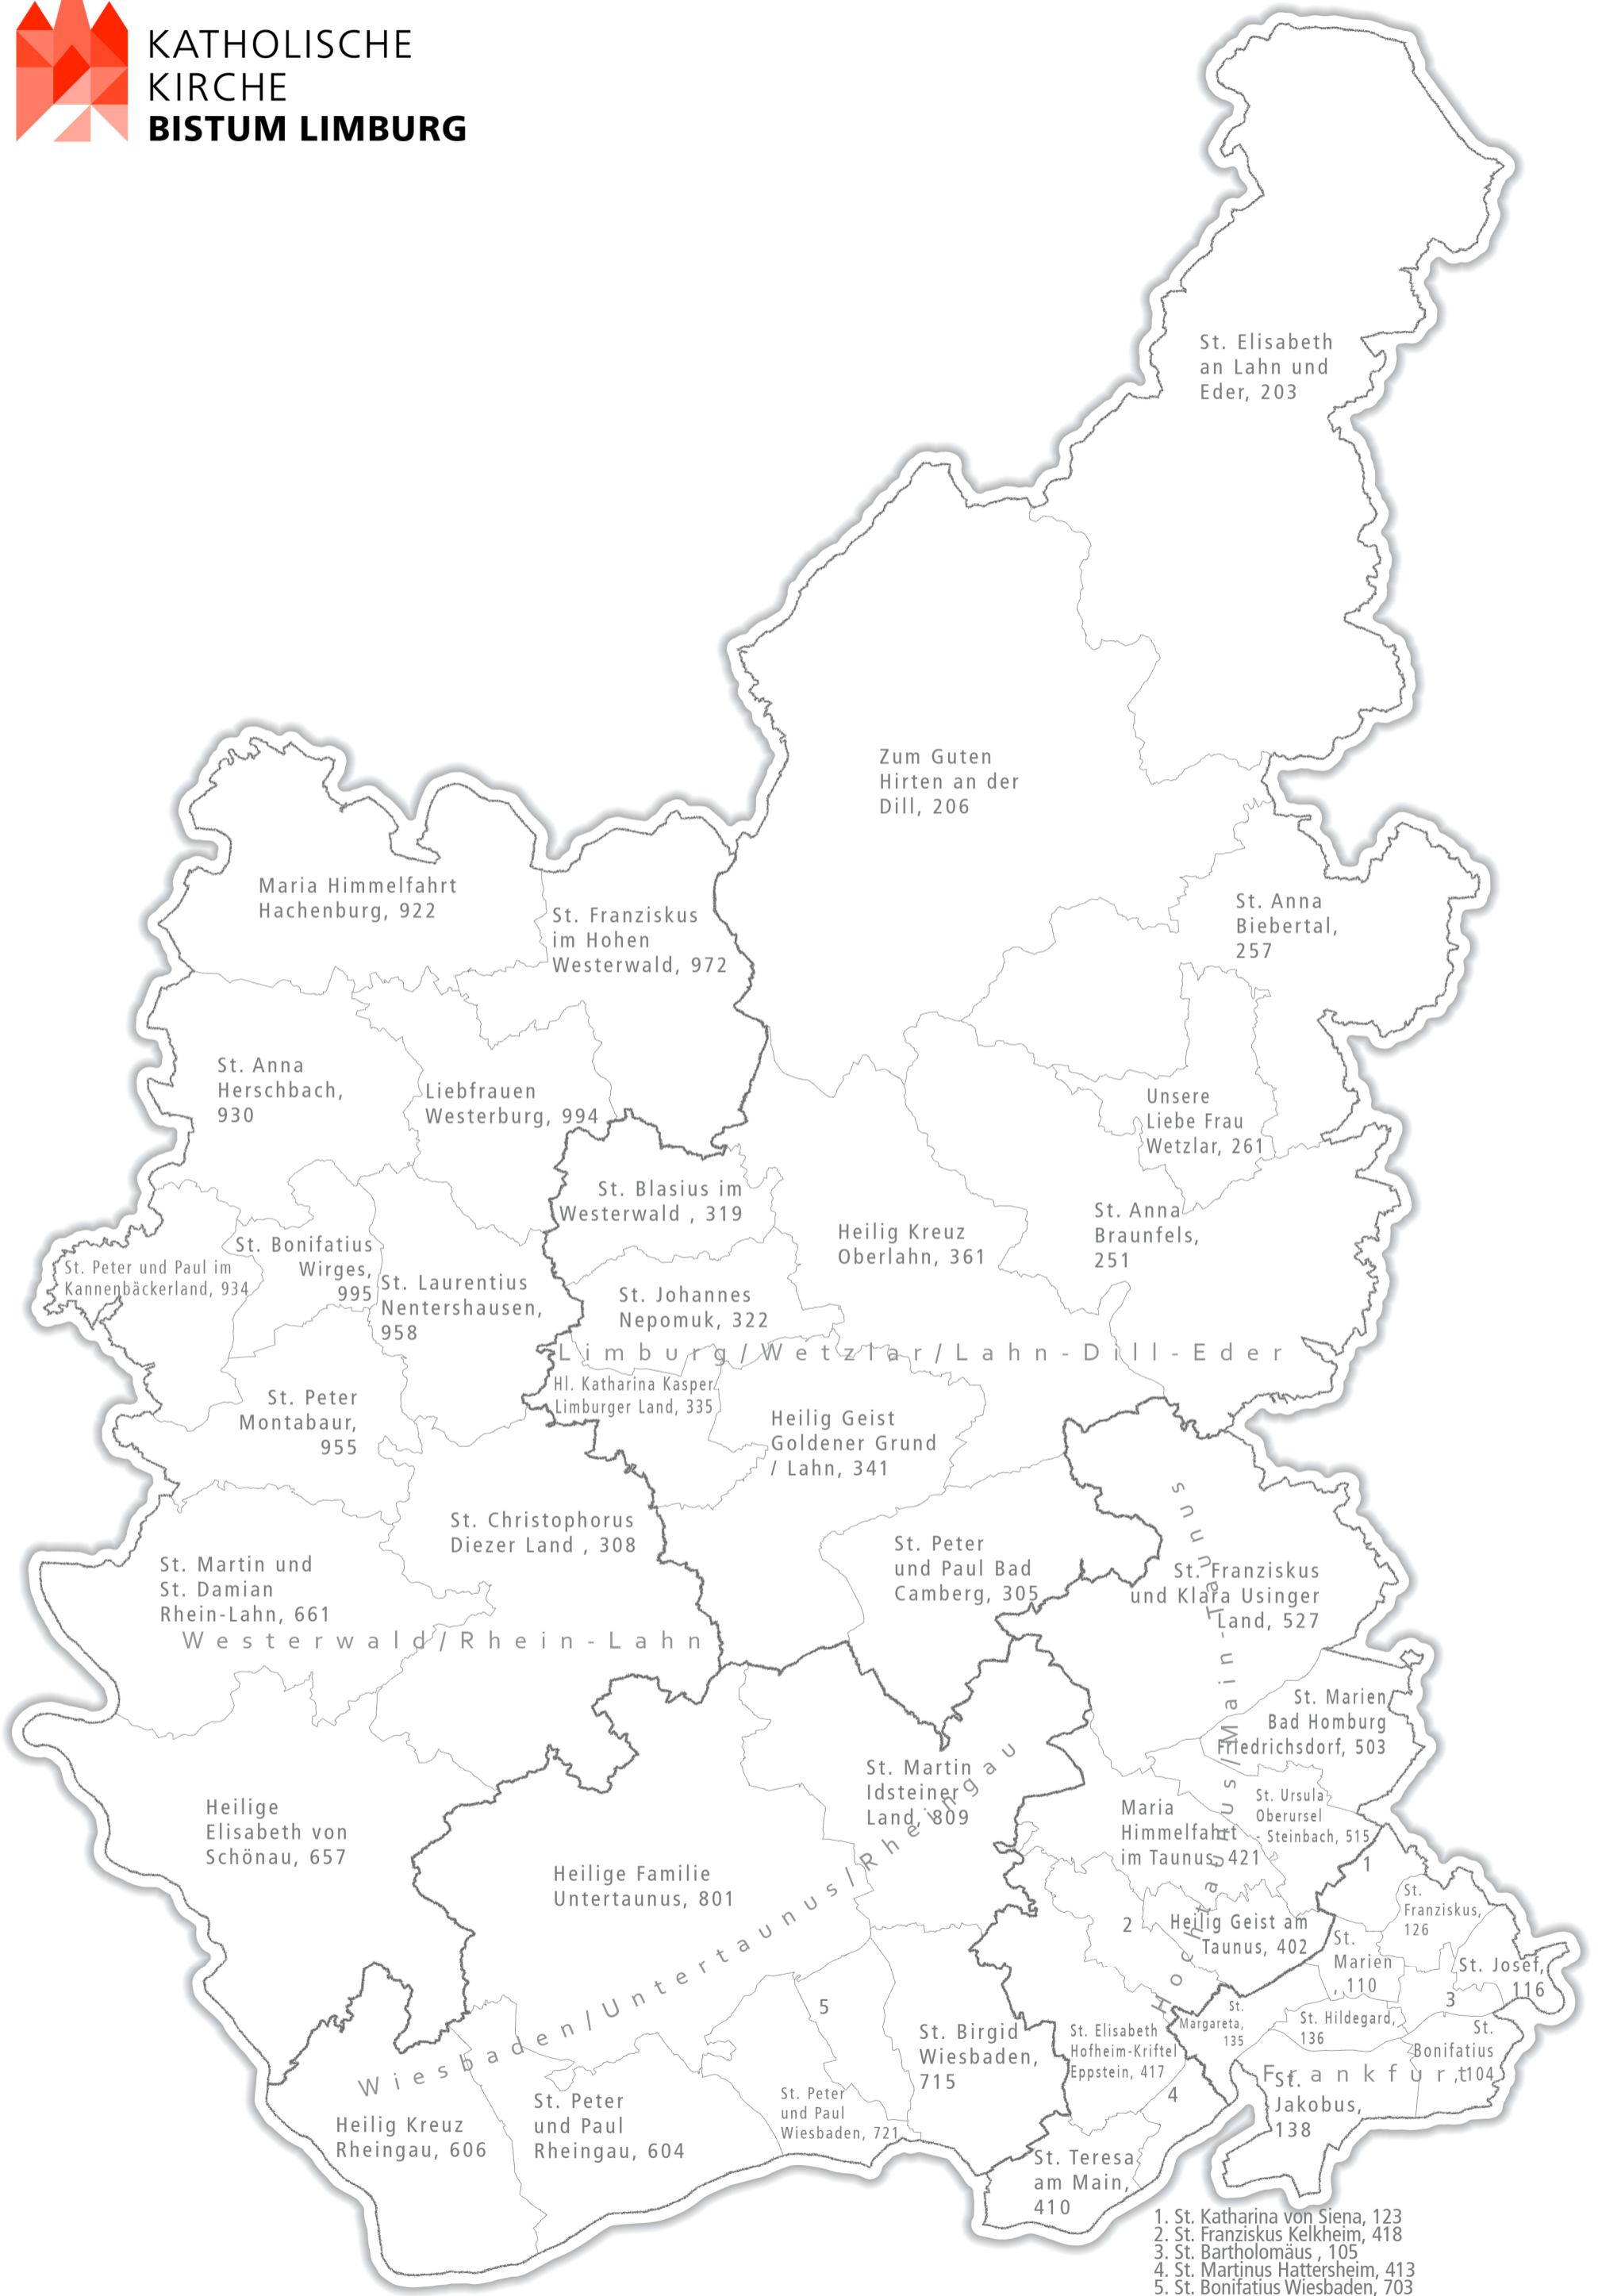 KATHOLISCHE
KIRCHE
BISTUM LIMBURG
St. Elisabeth
an Lahn und
Eder, 203
Zum Guten
Hirten an der
Dill, 206
Maria Himmelfahrt
Hachenburg, 922
St. Franziskus
im Hohen
Westerwald, 972
St. Anna
Biebertal,
257
St. Anna
Herschbach,
930
Liebfrauen
Westerburg, 994
Unsere
Liebe Frau
Wetzlar, 261
St. Blasius im
Westerwald , 319
Heilig Kreuz
Oberlahn, 361
St. Anna
Braunfels,
251
St. Peter und Paul im
Kannenbäckerland, 934
St. Bonifatius
Wirges,
995
St. Laurentius
Nentershausen,
958
St. Johannes
Nepomuk, 322
Limburg/Wetzlar/Lahn-Dill-Eder
Hl. Katharina Kasper
Limburger Land, 335
St. Peter
Montabaur,
955
Heilig Geist
Goldener Grund
/ Lahn, 341
St. Christophorus
Diezer Land , 308
St. Peter
und Paul Bad
Camberg, 305
St. Martin und
St. Damian
Rhein-Lahn, 661
Westerwald/Rhein-Lahn
St. Franziskus
und Klara Usinger
Land, 527
Hochtaunus/Main-Taunus
St. Marien
Bad Homburg
Friedrichsdorf, 503
St. Martin
Idsteiner
Land, 809
St. Ursula
Oberursel
- Steinbach, 515
Maria
Himmelfahrt
im Taunus, 421
Heilige
Elisabeth von
Schönau, 657
Heilige Familie
Untertaunus, 801
Wiesbaden/Untertaunus/Rheingau
1
2
Heilig Geist am
Taunus, 402
St.
Franziskus,
126
St.
Marien
, 110
St. Josef,
116
3
5
St.
Margareta,
135
St. Hildegard,
136
St.
Bonifatius
, 104
Frankfurt
St. Birgid
Wiesbaden,
715
St. Elisabeth
Hofheim-Kriftel
Eppstein, 417
4
St.
Jakobus,
138
Heilig Kreuz
Rheingau, 606
St. Peter
und Paul
Rheingau, 604
St. Peter
und Paul
Wiesbaden, 721
St. Teresa
am Main,
410
1. St. Katharina von Siena, 123
2. St. Franziskus Kelkheim, 418
3. St. Bartholomäus , 105
4. St. Martinus Hattersheim, 413
5. St. Bonifatius Wiesbaden, 703